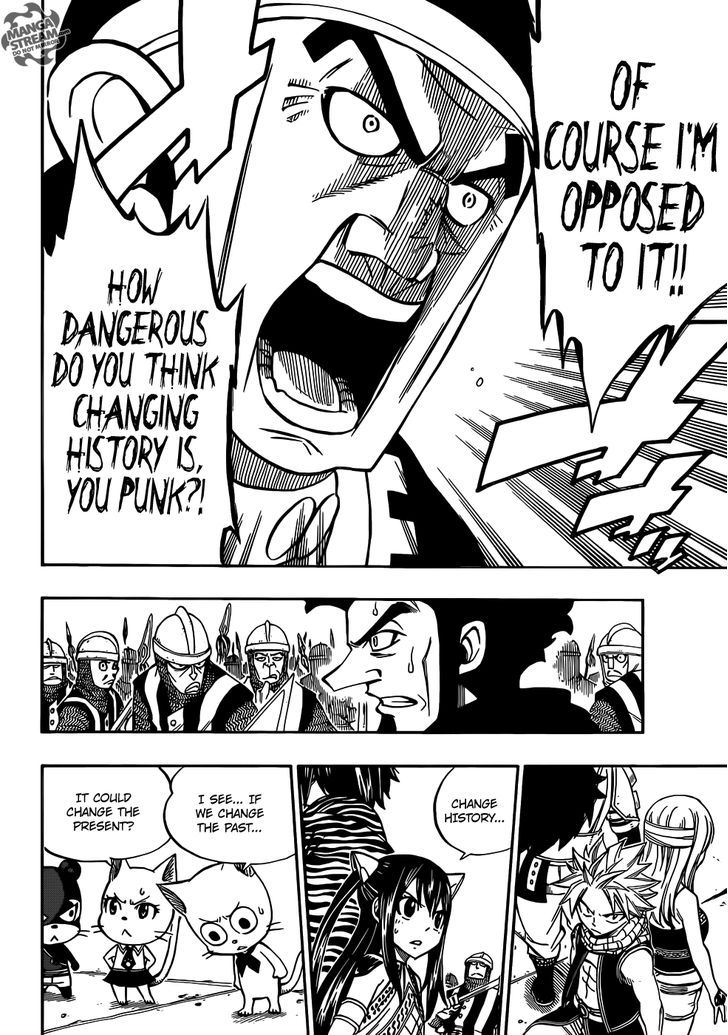 MANGA
STREAM.com
DO NOT MIRROR
OF
COURSE I'M
OPPOSED
TO IT!!
HOW
DANGEROUS
DO YOU THINK
CHANGING
HISTORY IS,
YOU PUNK?!
CHANGE
HISTORY...
I SEE... IF
WE CHANGE
THE PAST...
IT COULD
CHANGE THE
PRESENT?